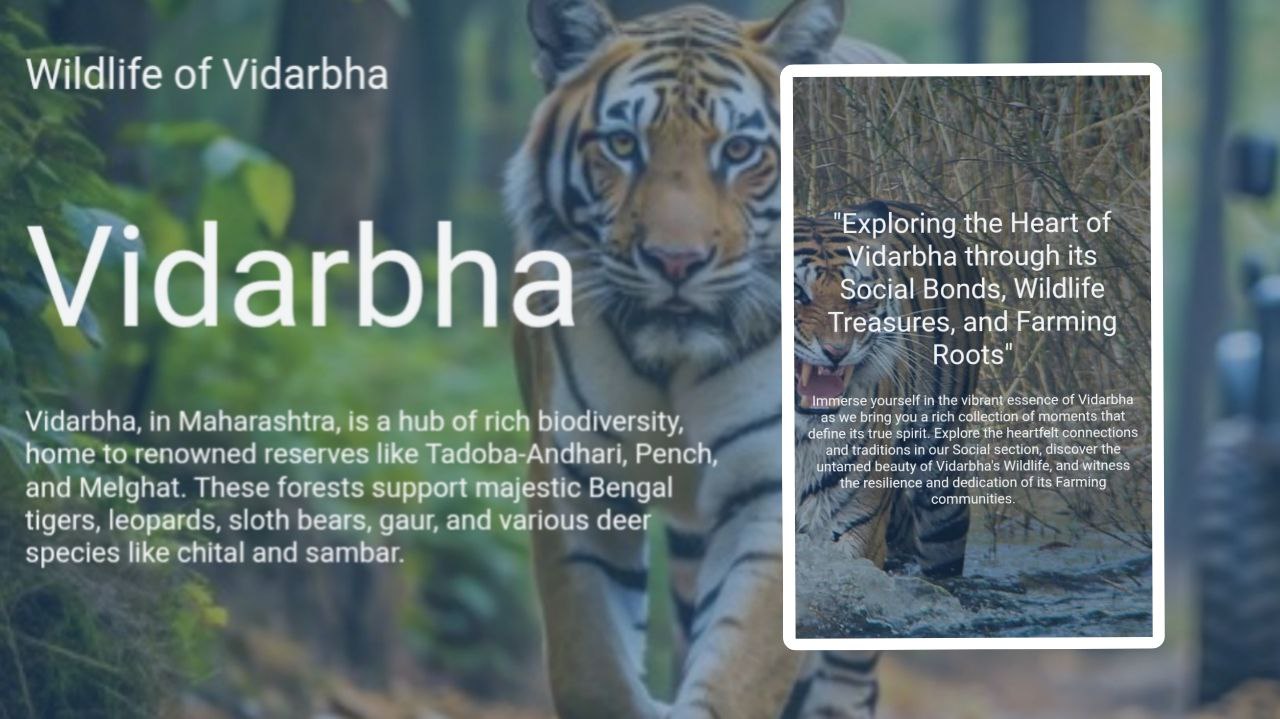 Wildlife of Vidarbha
Vidarbha
Vidarbha, in Maharashtra, is a hub of rich biodiversity,
home to renowned reserves like Tadoba-Andhari, Pench,
and Melghat. These forests support majestic Bengal
tigers, leopards, sloth bears, gaur, and various deer
species like chital and sambar.
"Exploring the Heart of
Vidarbha through its
Social Bonds, Wildlife
Treasures, and Farming
Roots"
Immerse yourself in the vibrant essence of Vidarbha
as we bring you a rich collection of moments that
define its true spirit. Explore the heartfelt connections
and traditions in our Social section, discover the
untamed beauty of Vidarbha's Wildlife, and witness
the resilience and dedication of its Farming
communities.